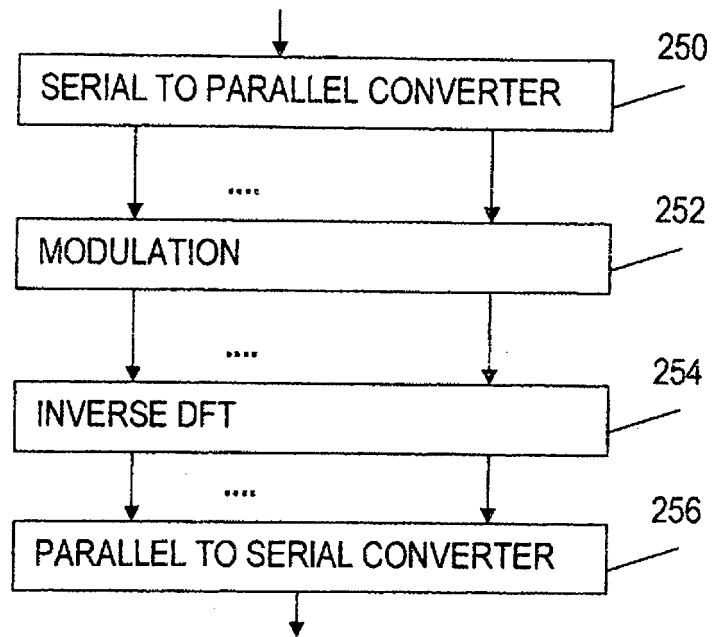 250
SERIAL TO PARALLEL CONVERTER
....
252
MODULATION
....
254
INVERSE DFT
....
256
PARALLEL TO SERIAL CONVERTER